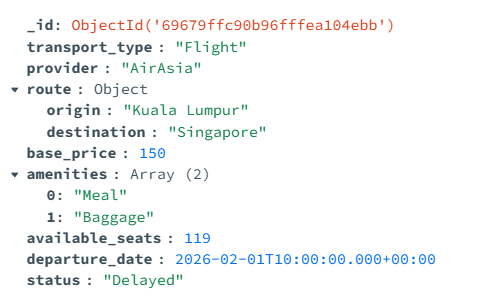 _id: ObjectId('69679ffc90b96fffea104ebb')
transport_type : "Flight"
provider : "AirAsia"
route : Object
origin : "Kuala Lumpur"
destination : "Singapore"
base_price : 150
amenities : Array (2)
0: "Meal"
1: "Baggage"
available_seats : 119
departure_date : 2026-02-01T10:00:00.000+00:00
status : "Delayed"